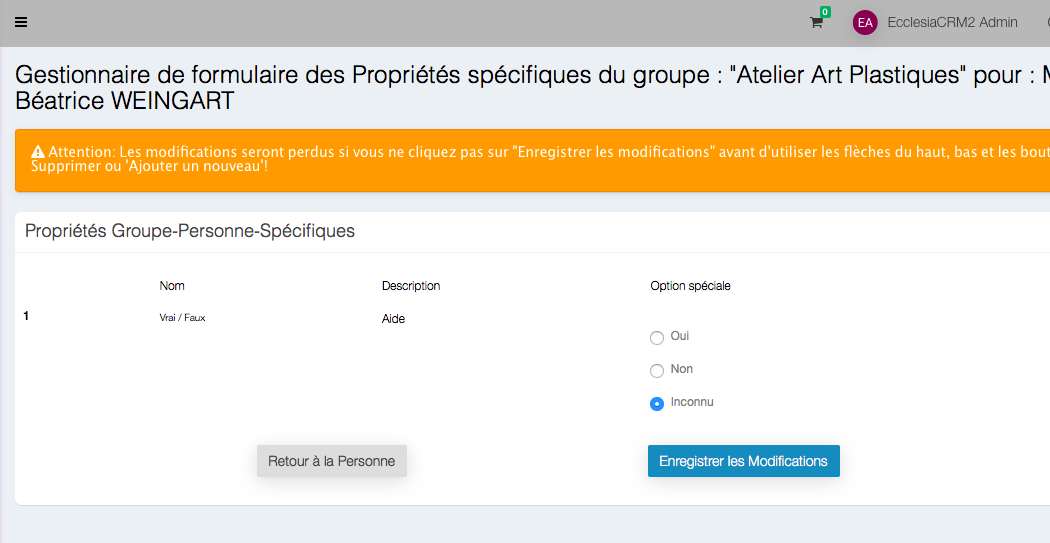 0
EA EcclesiaCRM2 Admin
Gestionnaire de formulaire des Propriétés spécifiques du groupe : "Atelier Art Plastiques" pour :
Béatrice WEINGART
Attention: Les modifications seront perdus si vous ne cliquez pas sur "Enregistrer les modifications" avant d'utiliser les flèches du haut, bas et les bout
Supprimer ou 'Ajouter un nouveau'!
Propriétés Groupe-Personne-Spécifiques
Nom Description Option spéciale
1 Vrai / Faux Aide
Oui
Non
Inconnu
Retour à la Personne Enregistrer les Modifications